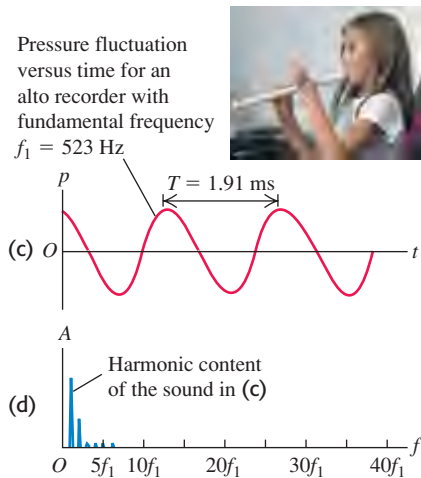 Pressure fluctuation
versus time for an
alto recorder with
fundamental frequency
f₁ = 523 Hz
p
T = 1.91 ms
(c)
O
t
A
Harmonic content
of the sound in (c)
(d)
f
O 5f₁ 10f₁ 20f₁ 30f₁ 40f₁